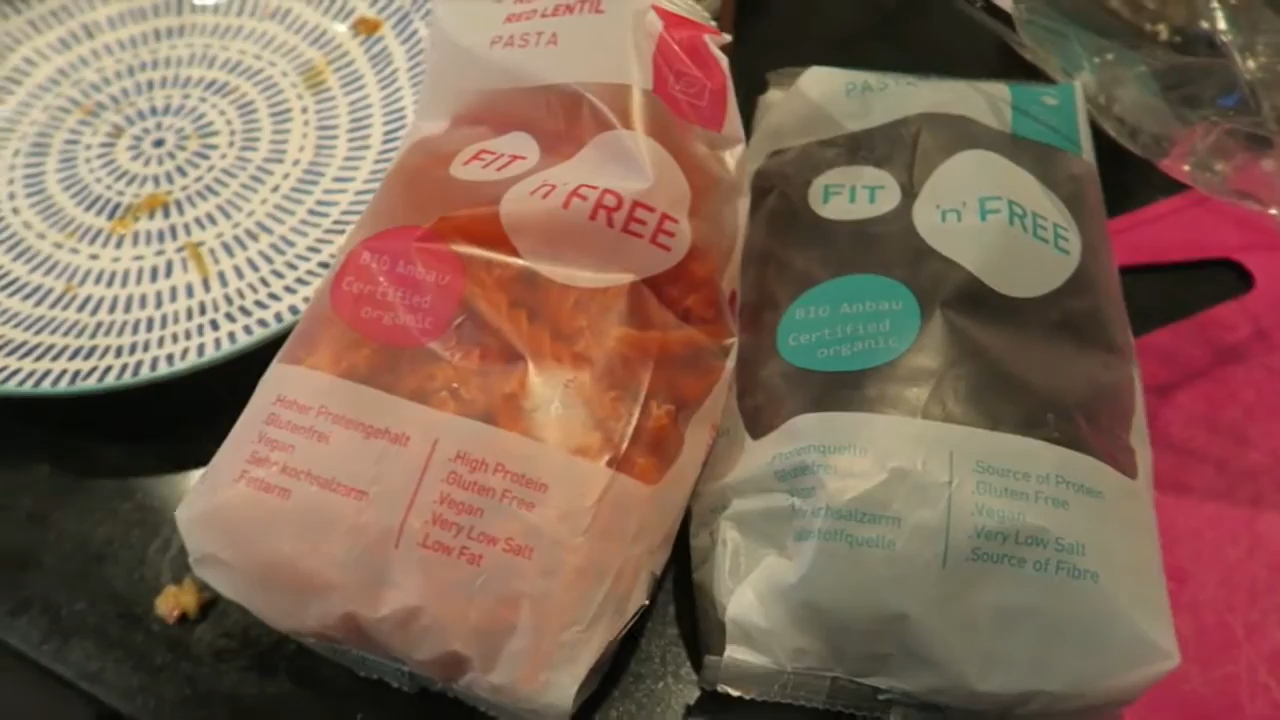 RED LENTIL
PASTA
FIT
'n' FREE
BIO Anbau
Certified
organic
.Hoher Proteingehalt
.Glutenfrei
.Vegan
.Sehr kochsalzarm
.Fettarm
.High Protein
.Gluten Free
.Vegan
.Very Low Salt
.Low Fat
PASTA
FIT
'n' FREE
BIO Anbau
Certified
organic
.Source of Protein
.Gluten Free
.Vegan
.Very Low Salt
.Source of Fibre